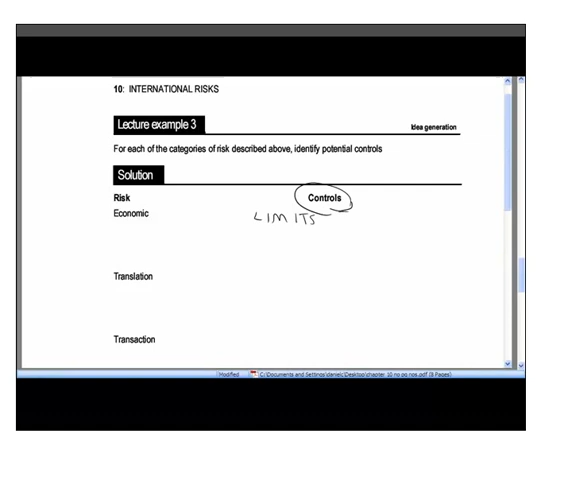 10: INTERNATIONAL RISKS
Lecture example 3
Idea generation
For each of the categories of risk described above, identify potential controls
Solution
Risk Controls
Economic LIMITS
Translation
Transaction
Modified C:\Documents and Settings\danielc\Desktop\chapter 10 no pg nos.pdf (8 Pages)